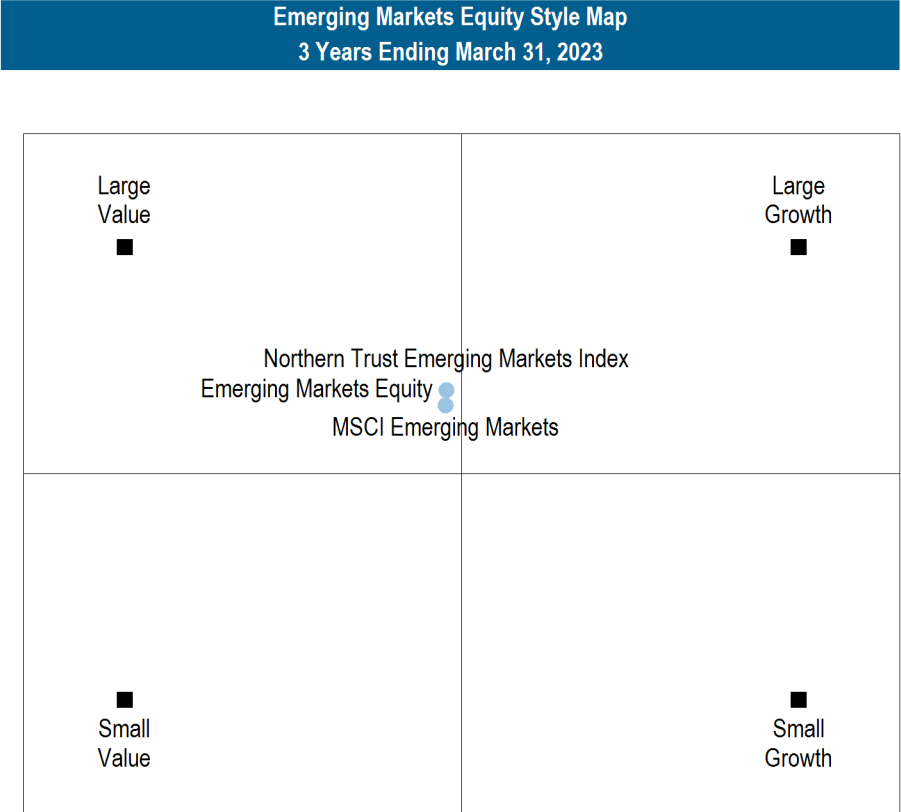 Emerging Markets Equity Style Map
3 Years Ending March 31, 2023
Large
Value
Large
Growth
Northern Trust Emerging Markets Index
Emerging Markets Equity
MSCI Emerging Markets
Small
Value
Small
Growth